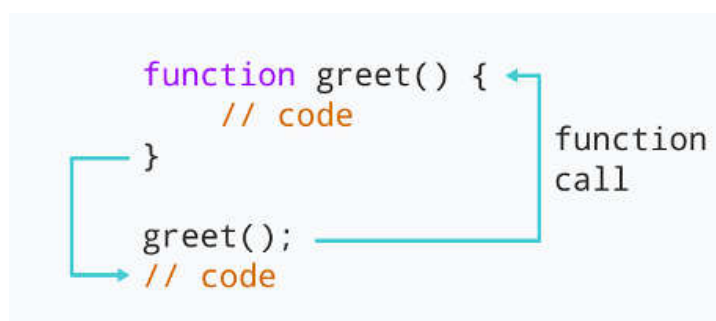 function greet() {
// code
}
function
call
greet();
// code